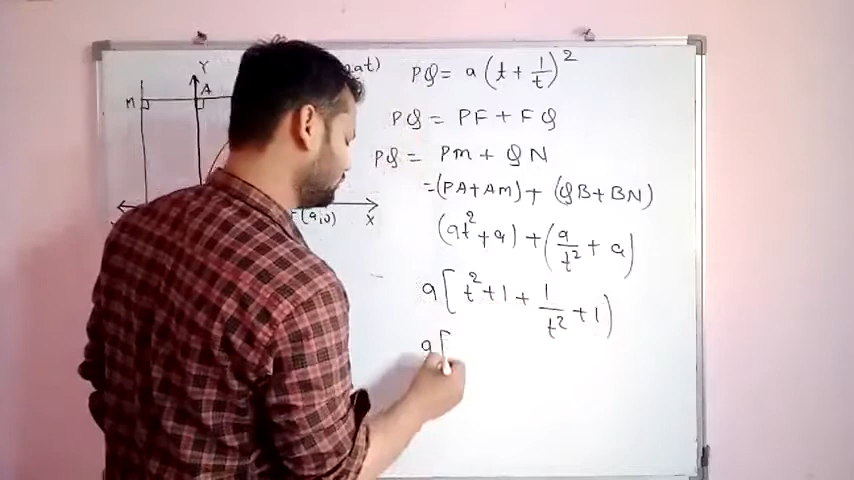 Y
M A
2at)
F(a,0) X
PQ = a(t + 1/t)²
PQ = PF + FQ
PQ = PM + QN
=(PA+AM)+ (QB+BN)
(at²+a)+(a/t² + a)
a[t²+1+ 1/t² +1)
a[